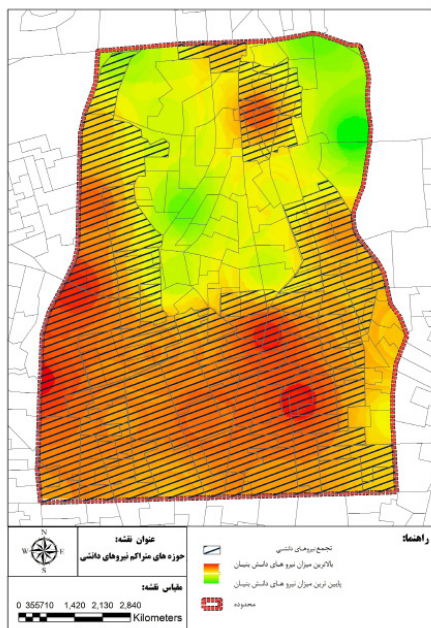 راهنما:
تجمع نیروهای دانشی
بالاترین میزان نیرو های دانش بنیان
پایین ترین میزان نیرو های دانش بنیان
محدوده
عنوان نقشه:
حوزه های متراکم نیروهای دانشی
مقیاس نقشه:
N
W E
S
0 355710 1,420 2,130 2,840
Kilometers